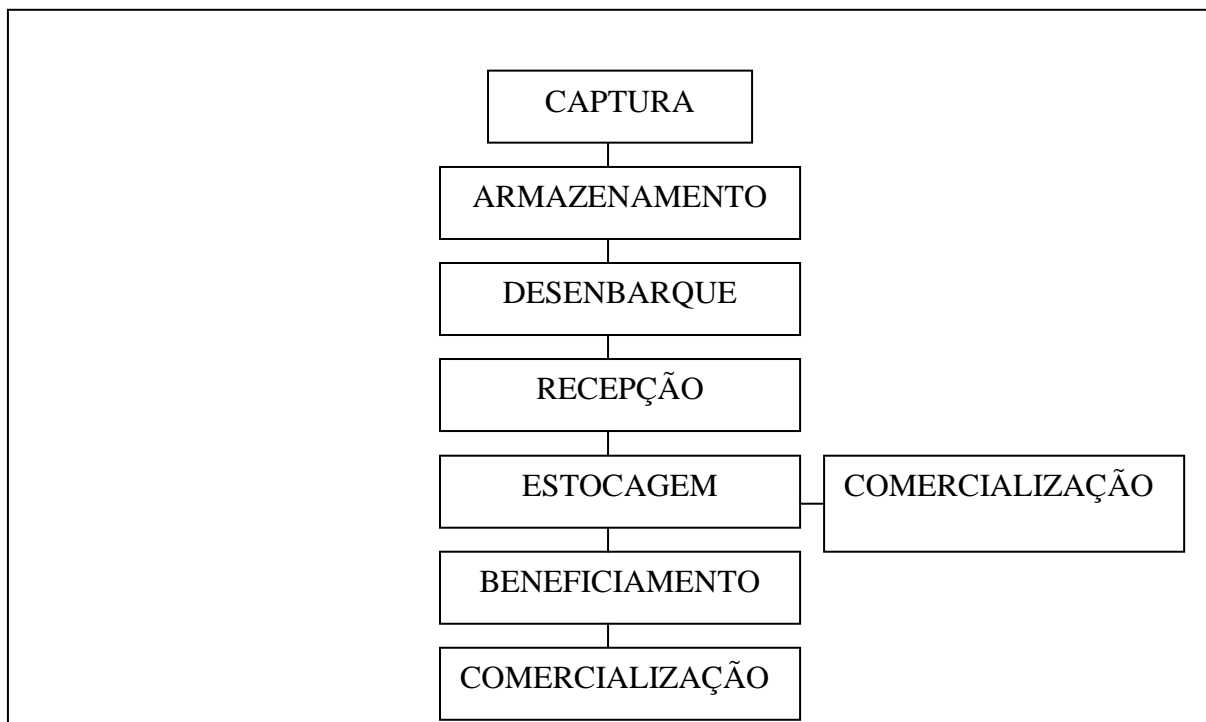 CAPTURA
ARMAZENAMENTO
DESENBARQUE
RECEPÇÃO
ESTOCAGEM
COMERCIALIZAÇÃO
BENEFICIAMENTO
COMERCIALIZAÇÃO